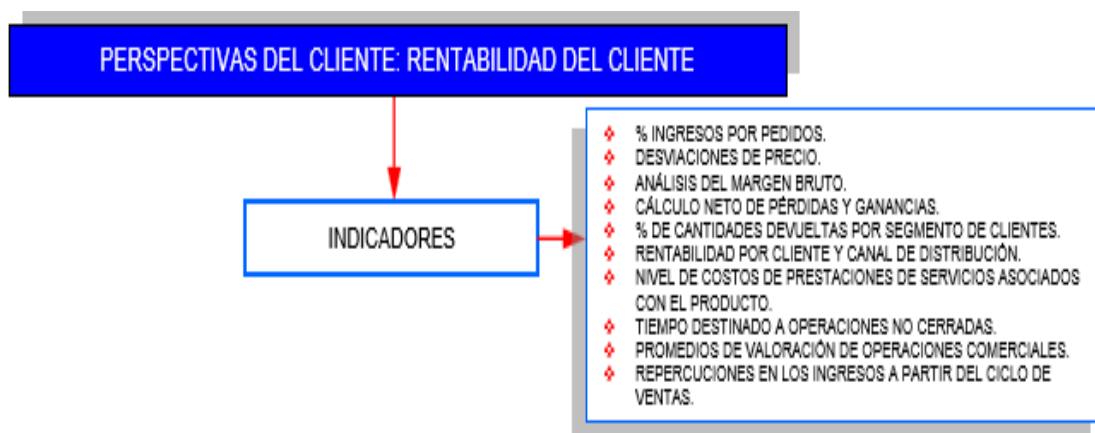 PERSPECTIVAS DEL CLIENTE: RENTABILIDAD DEL CLIENTE
INDICADORES
% INGRESOS POR PEDIDOS.
DESVIACIONES DE PRECIO.
ANÁLISIS DEL MARGEN BRUTO.
CÁLCULO NETO DE PÉRDIDAS Y GANANCIAS.
% DE CANTIDADES DEVUELTAS POR SEGMENTO DE CLIENTES.
RENTABILIDAD POR CLIENTE Y CANAL DE DISTRIBUCIÓN.
NIVEL DE COSTOS DE PRESTACIONES DE SERVICIOS ASOCIADOS
CON EL PRODUCTO.
TIEMPO DESTINADO A OPERACIONES NO CERRADAS.
PROMEDIOS DE VALORACIÓN DE OPERACIONES COMERCIALES.
REPERCUCIONES EN LOS INGRESOS A PARTIR DEL CICLO DE
VENTAS.